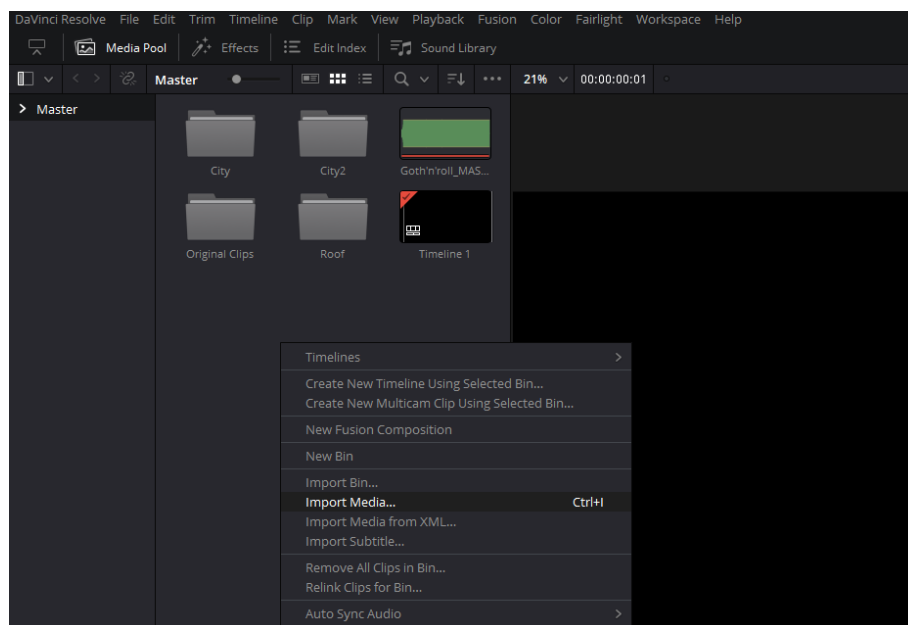 DaVinci Resolve File Edit Trim Timeline Clip Mark View Playback Fusion Color Fairlight Workspace Help
Media Pool Effects Edit Index Sound Library
Master 21% 00:00:00:01
Master
City City2 Goth'n'roll_MAS...
Original Clips Roof Timeline 1
Timelines
Create New Timeline Using Selected Bin...
Create New Multicam Clip Using Selected Bin...
New Fusion Composition
New Bin
Import Bin...
Import Media... Ctrl+I
Import Media from XML...
Import Subtitle...
Remove All Clips in Bin...
Relink Clips for Bin...
Auto Sync Audio